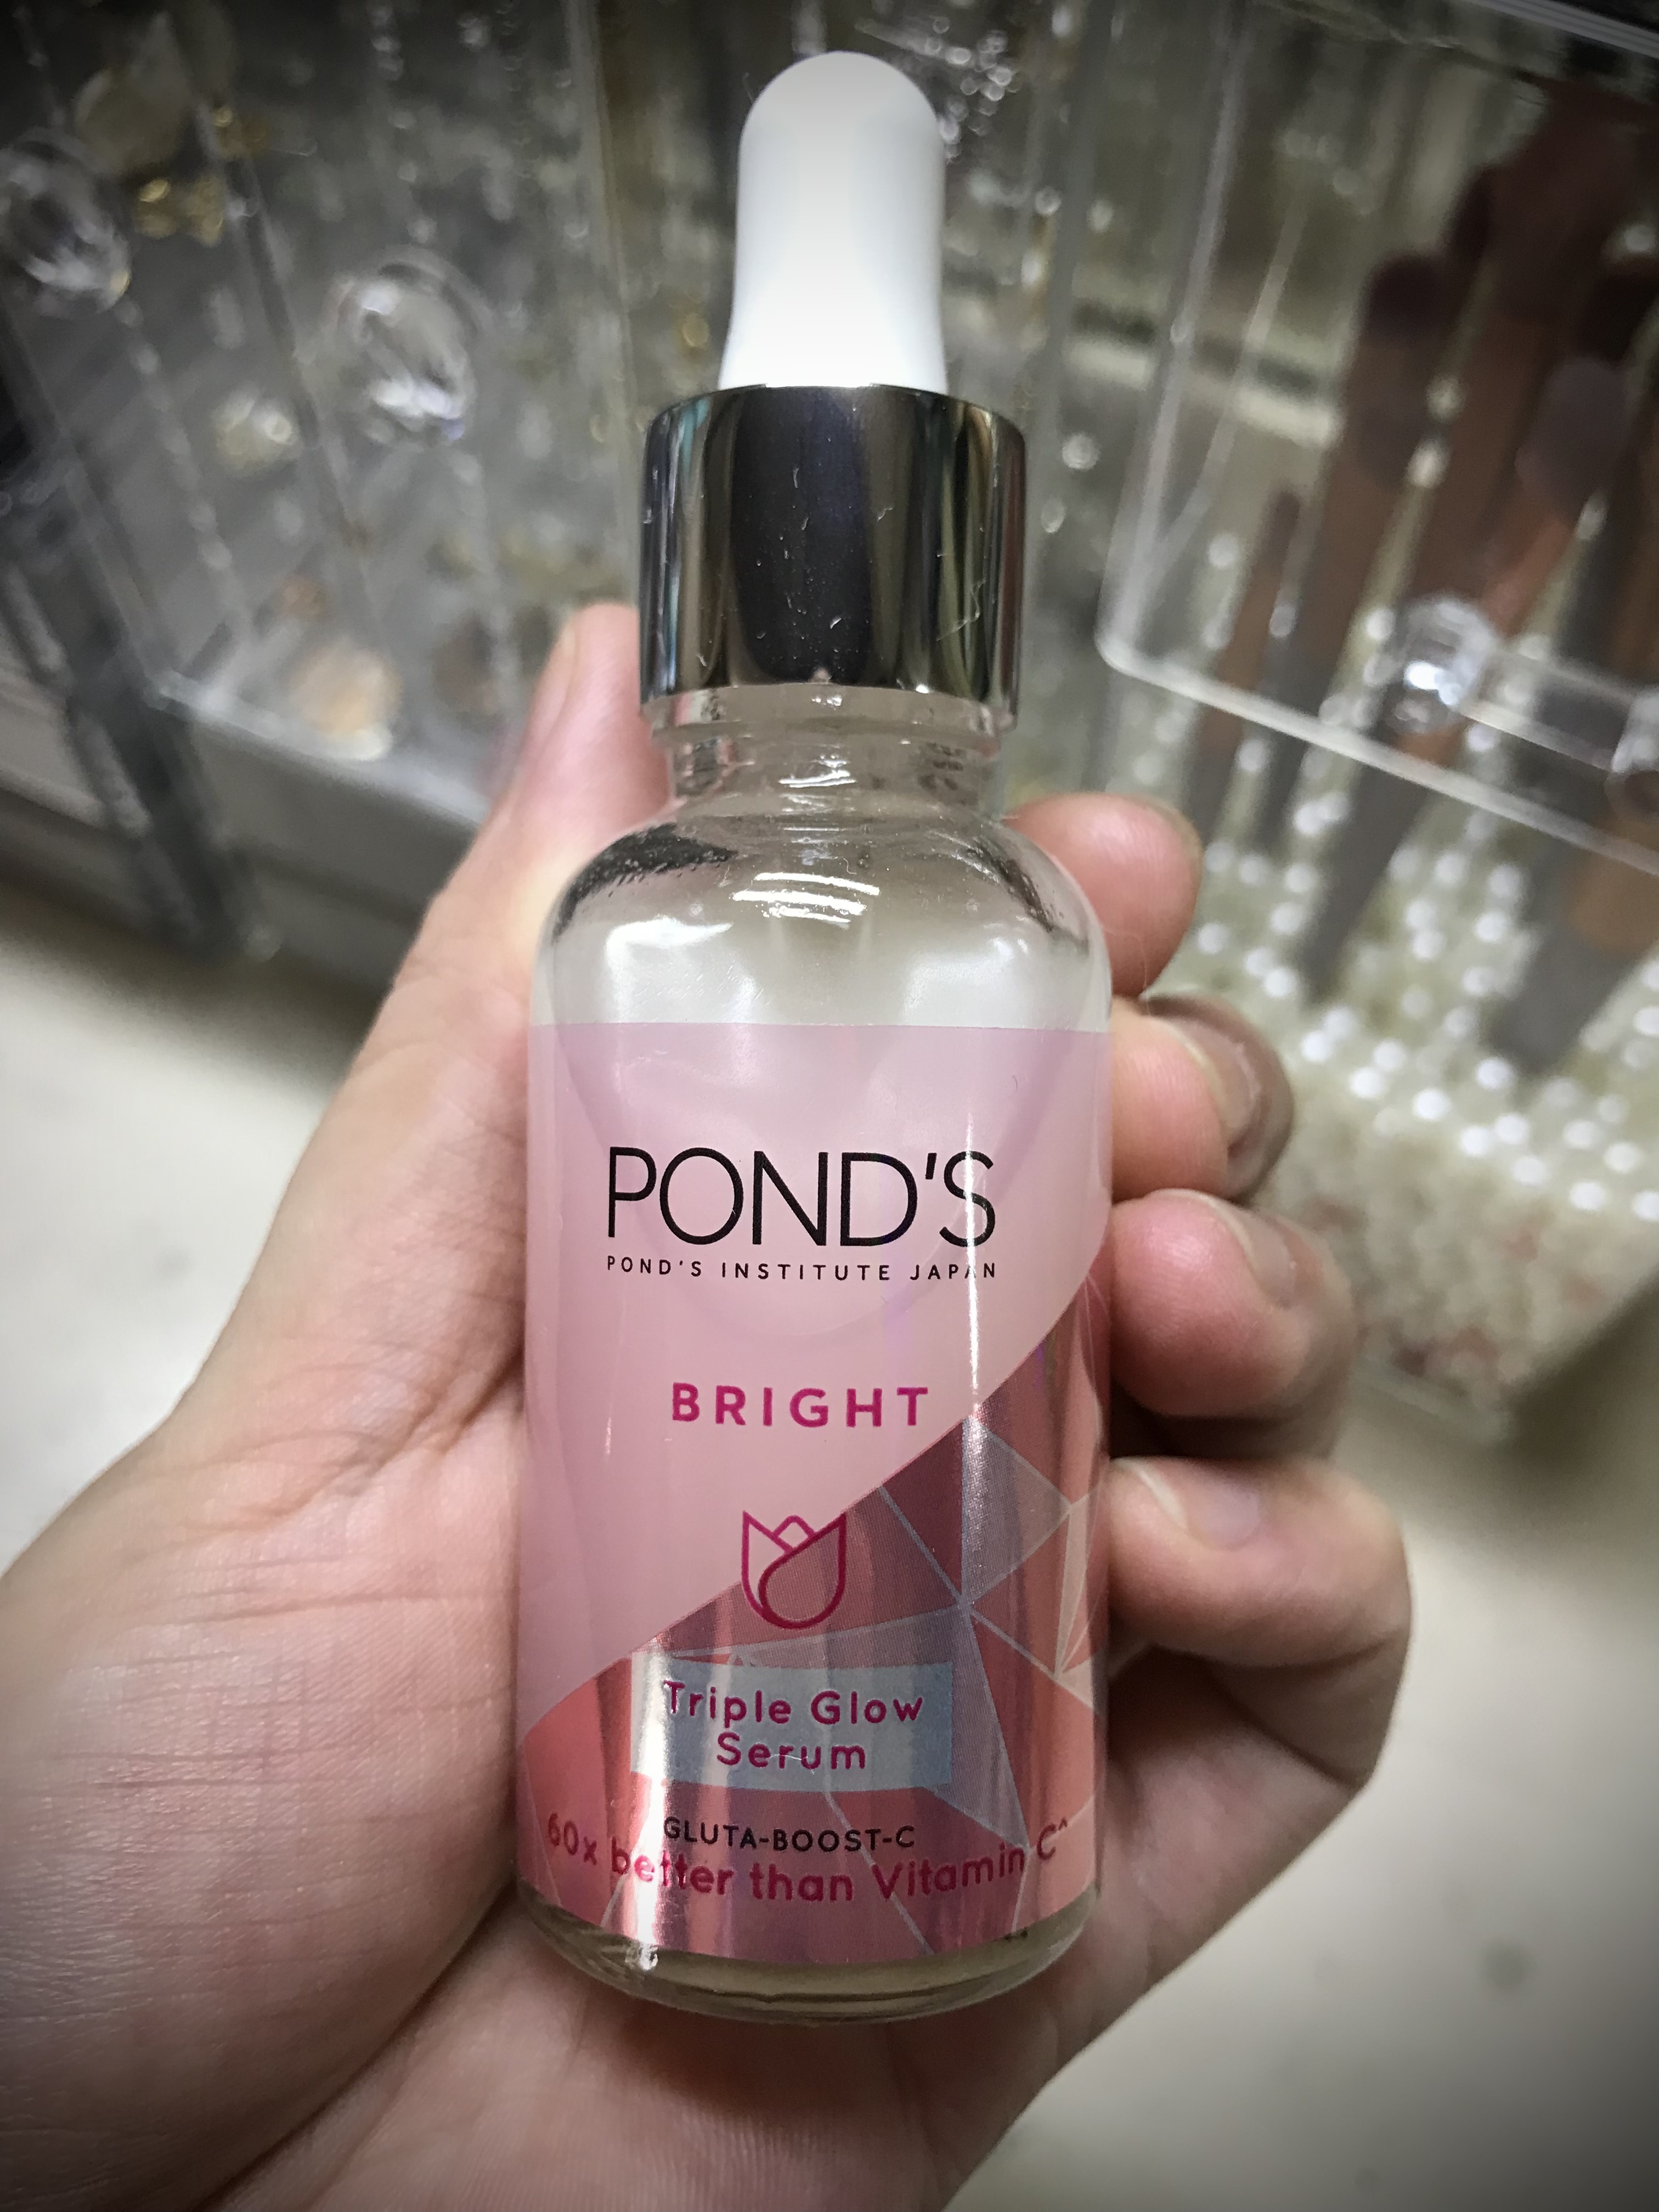 POND'S
POND'S INSTITUTE JAPAN
BRIGHT
Triple Glow
Serum
GLUTA-BOOST-C
60x better than Vitamin C^